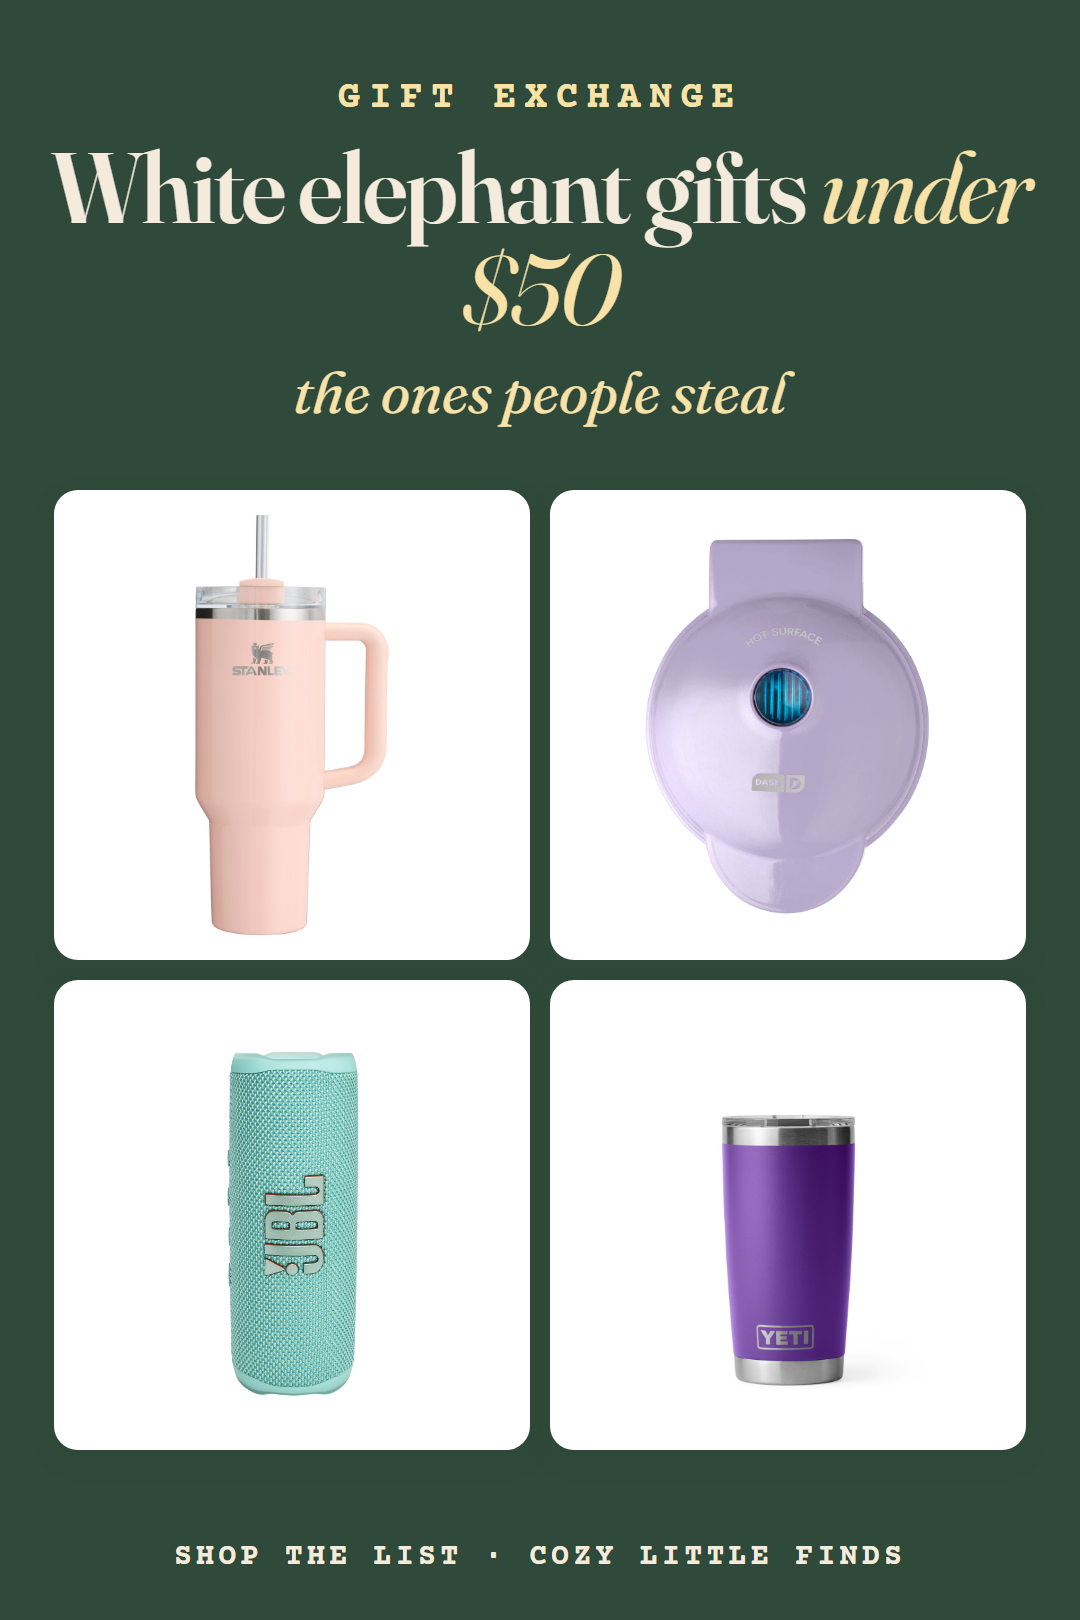 GIFT EXCHANGE
White elephant gifts under
$50
the ones people steal
STANLEY
HOT SURFACE
DASH
JBL
YETI
SHOP THE LIST · COZY LITTLE FINDS